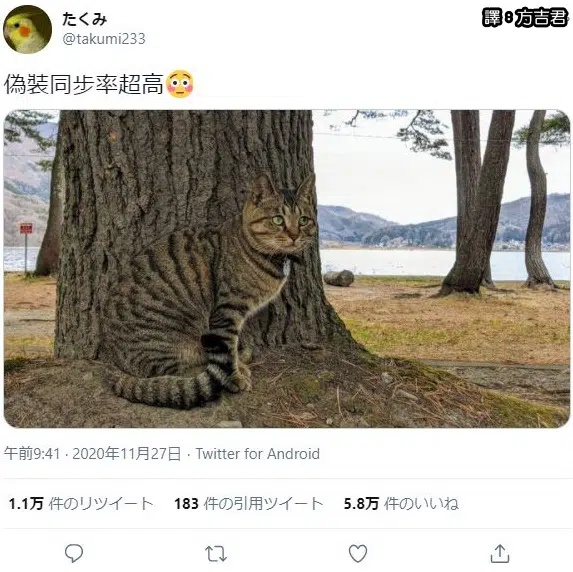 譯8方吉君
たくみ
@takumi233
偽裝同步率超高😳
午前9:41 · 2020年11月27日 · Twitter for Android
1.1万 件のリツイート 183 件の引用ツイート 5.8万 件のいいね